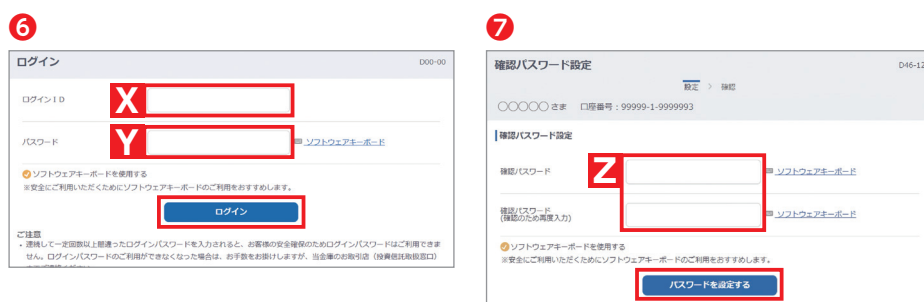 6
ログイン
D00-00
ログインID
X
パスワード
Y
ソフトウェアキーボード
ソフトウェアキーボードを使用する
※安全にご利用いただくためにソフトウェアキーボードのご利用をおすすめします。
ログイン
ご注意
・連続して一定回数以上間違ったログインパスワードを入力されると、お客様の安全確保のためログインパスワードはご利用できま
せん。ログインパスワードのご利用ができなくなった場合は、お手数をお掛けしますが、当金庫のお取引店（投資信託取扱窓口）
7
確認パスワード設定
D46-12
設定 > 確認
○○○○○さま 口座番号：99999-1-9999993
確認パスワード設定
確認パスワード
Z
ソフトウェアキーボード
確認パスワード
(確認のため再度入力)
ソフトウェアキーボード
ソフトウェアキーボードを使用する
※安全にご利用いただくためにソフトウェアキーボードのご利用をおすすめします。
パスワードを設定する